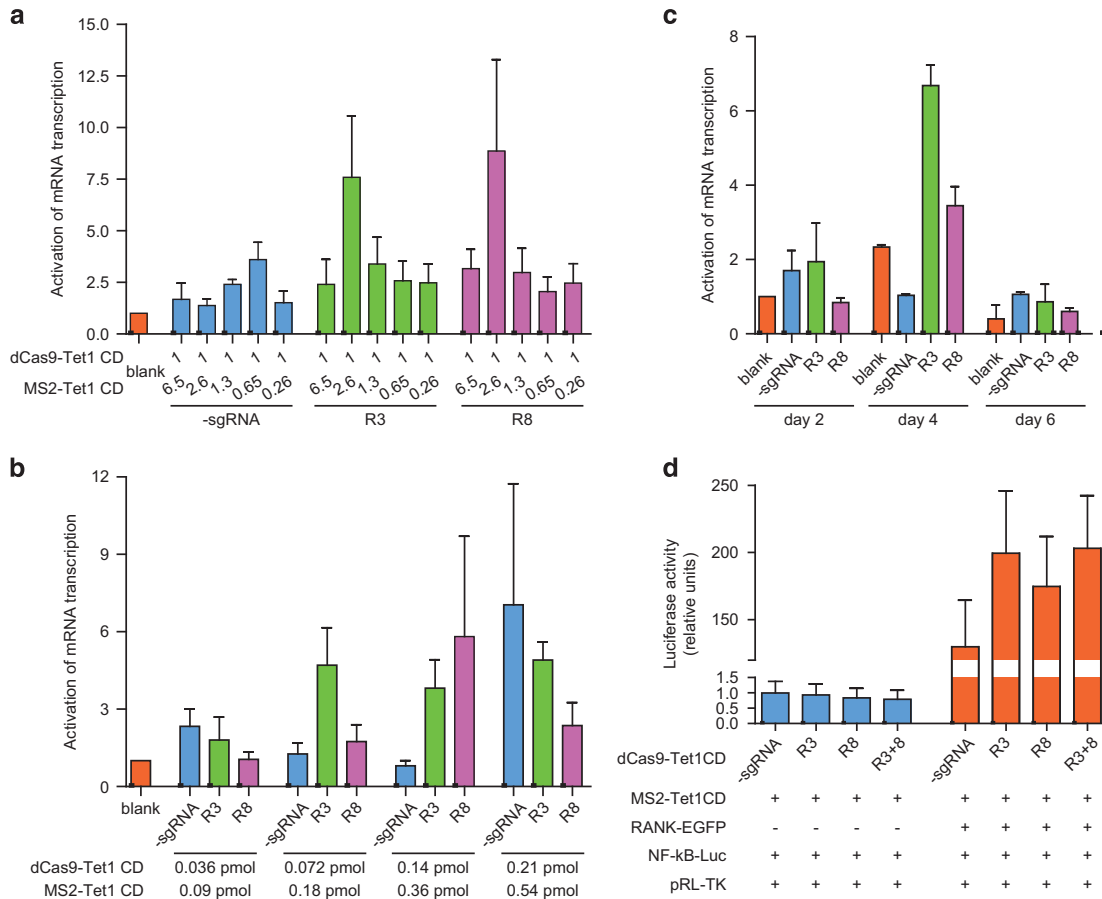 a
15.0
12.5
10.0
7.5
5.0
2.5
0.0
Activation of mRNA transcription
blank
dCas9-Tet1 CD 1 1 1 1 1 1 1 1 1 1 1 1 1 1 1
MS2-Tet1 CD 6.5 2.6 1.3 0.65 0.26 6.5 2.6 1.3 0.65 0.26 6.5 2.6 1.3 0.65 0.26
-sgRNA R3 R8
b
12
9
6
3
0
Activation of mRNA transcription
blank -sgRNA R3 R8 -sgRNA R3 R8 -sgRNA R3 R8 -sgRNA R3 R8
dCas9-Tet1 CD 0.036 pmol 0.072 pmol 0.14 pmol 0.21 pmol
MS2-Tet1 CD 0.09 pmol 0.18 pmol 0.36 pmol 0.54 pmol
c
8
6
4
2
0
Activation of mRNA transcription
blank -sgRNA R3 R8 blank -sgRNA R3 R8 blank -sgRNA R3 R8
day 2 day 4 day 6
d
250
200
150
1.5
1.0
0.5
0.0
Luciferase activity
(relative units)
dCas9-Tet1CD -sgRNA R3 R8 R3+8 -sgRNA R3 R8 R3+8
MS2-Tet1CD + + + + + + + +
RANK-EGFP - - - - + + + +
NF-kB-Luc + + + + + + + +
pRL-TK + + + + + + + +